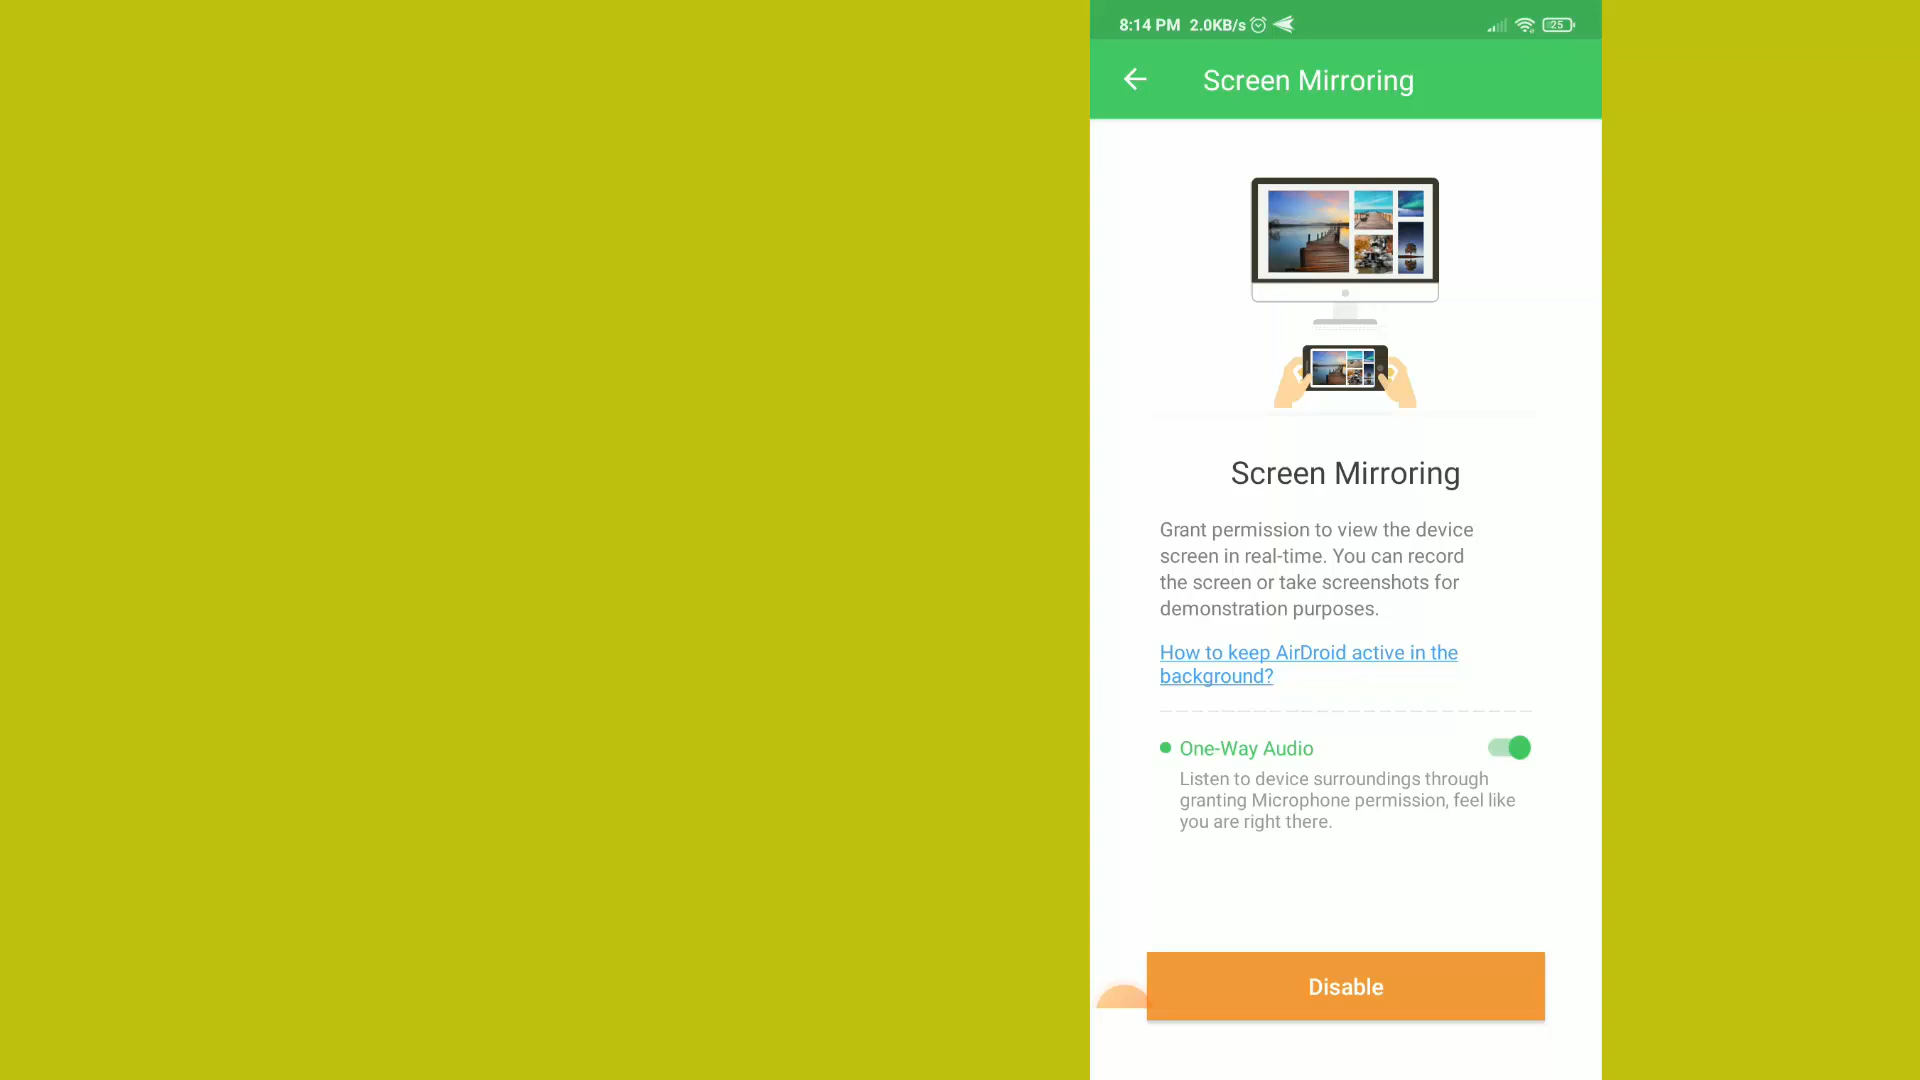 8:14 PM 2.0KB/s 25
Screen Mirroring
Screen Mirroring
Grant permission to view the device
screen in real-time. You can record
the screen or take screenshots for
demonstration purposes.
How to keep AirDroid active in the
background?
One-Way Audio
Listen to device surroundings through
granting Microphone permission, feel like
you are right there.
Disable